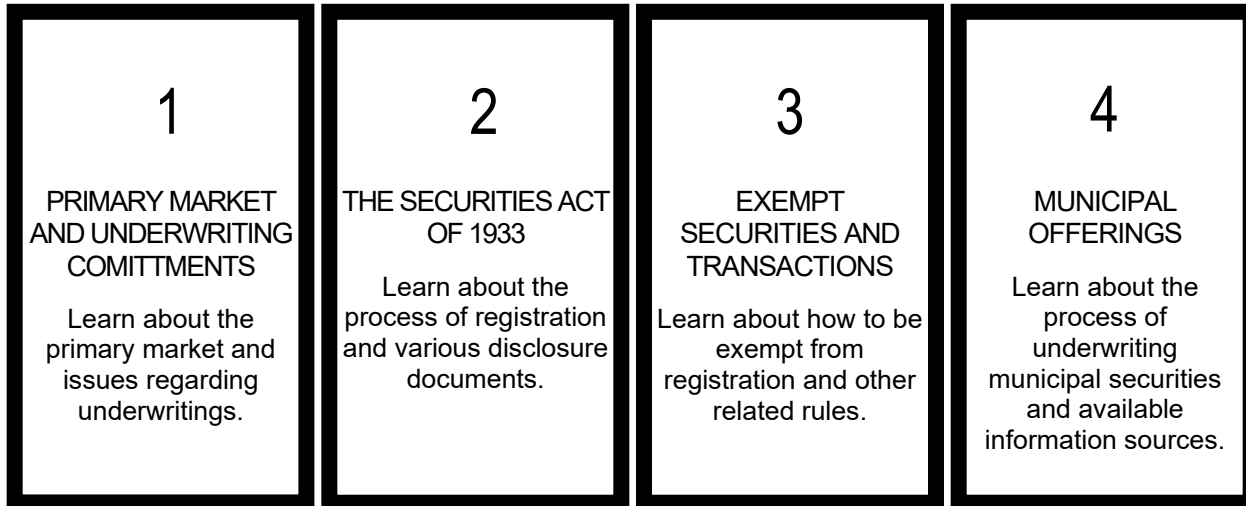 1
PRIMARY MARKET
AND UNDERWRITING
COMITTMENTS
Learn about the
primary market and
issues regarding
underwritings.
2
THE SECURITIES ACT
OF 1933
Learn about the
process of registration
and various disclosure
documents.
3
EXEMPT
SECURITIES AND
TRANSACTIONS
Learn about how to be
exempt from
registration and other
related rules.
4
MUNICIPAL
OFFERINGS
Learn about the
process of
underwriting
municipal securities
and available
information sources.